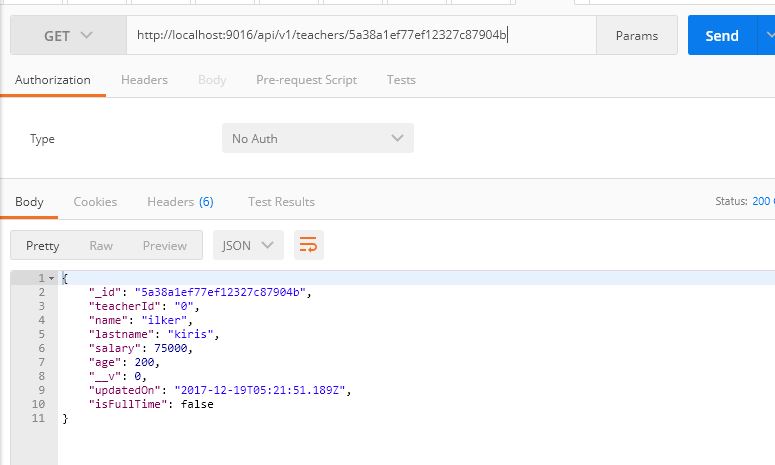 GET http://localhost:9016/api/v1/teachers/5a38a1ef77ef12327c87904b Params Send
Authorization Headers Body Pre-request Script Tests
Type No Auth
Body Cookies Headers (6) Test Results Status: 200
Pretty Raw Preview JSON
1 {
2 "_id": "5a38a1ef77ef12327c87904b",
3 "teacherId": "0",
4 "name": "ilker",
5 "lastname": "kiris",
6 "salary": 75000,
7 "age": 200,
8 "__v": 0,
9 "updatedOn": "2017-12-19T05:21:51.189Z",
10 "isFullTime": false
11 }